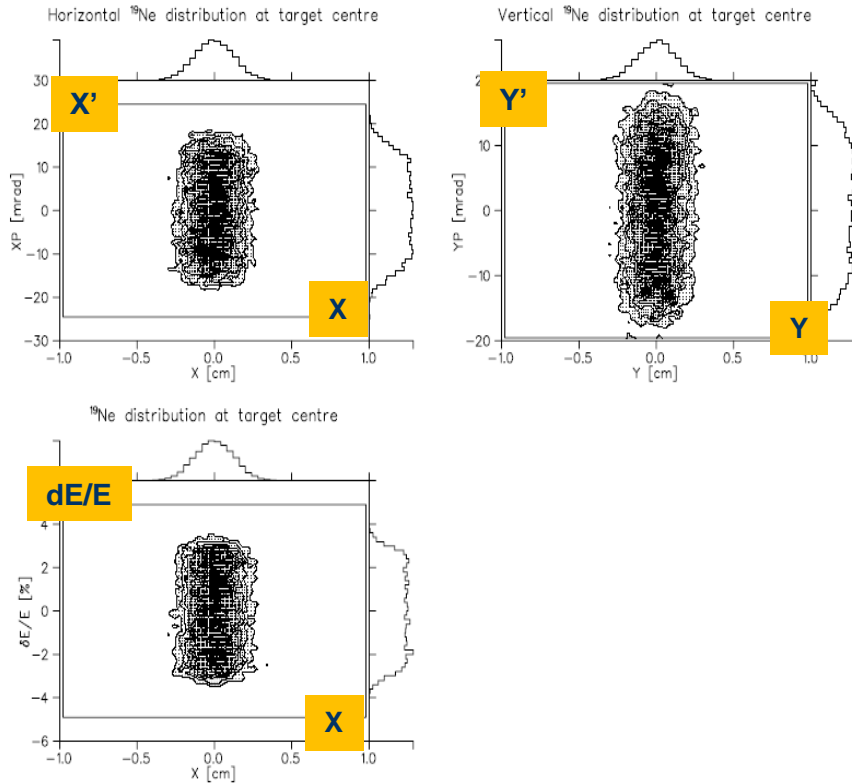 Horizontal ¹⁹Ne distribution at target centre
30
X’
20
10
0
−10
−20
−30
XP [mrad]
X
−1.0 −0.5 0.0 0.5 1.0
X [cm]
Vertical ¹⁹Ne distribution at target centre
Y’
10
0
−10
−20
YP [mrad]
Y
−1.0 −0.5 0.0 0.5 1.0
Y [cm]
¹⁹Ne distribution at target centre
dE/E
4
2
0
−2
−4
−6
δE/E [%]
X
−1.0 −0.5 0.0 0.5 1.0
X [cm]